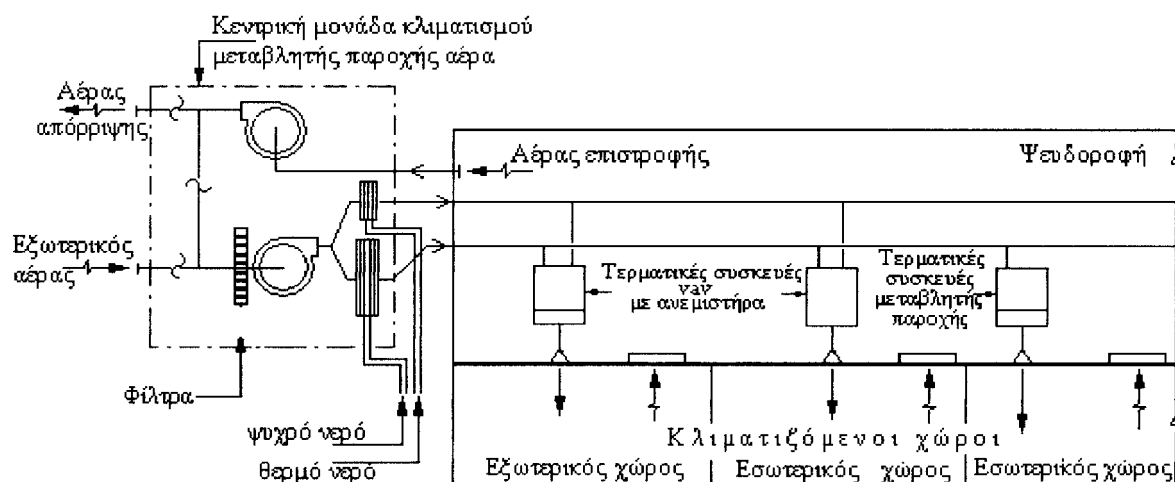 Κεντρική μονάδα κλιματισμού
μεταβλητής παροχής αέρα
Αέρας
απόρριψης
Αέρας επιστροφής
Ψευδοροφή
Εξωτερικός
αέρας
Τερματικές συσκευές
vav
με ανεμιστήρα
Τερματικές
συσκευές
μεταβλητής
παροχής
Φίλτρα
ψυχρό νερό
θερμό νερό
Κλιματιζόμενοι χώροι
Εξωτερικός χώρος
Εσωτερικός χώρος
Εσωτερικός χώρος